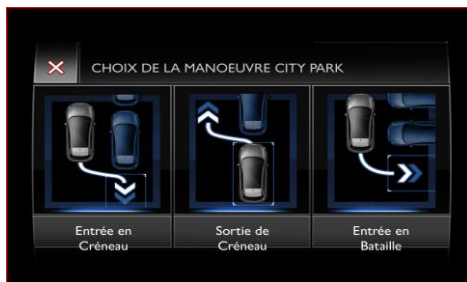 CHOIX DE LA MANOEUVRE CITY PARK
Entrée en
Créneau
Sortie de
Créneau
Entrée en
Bataille